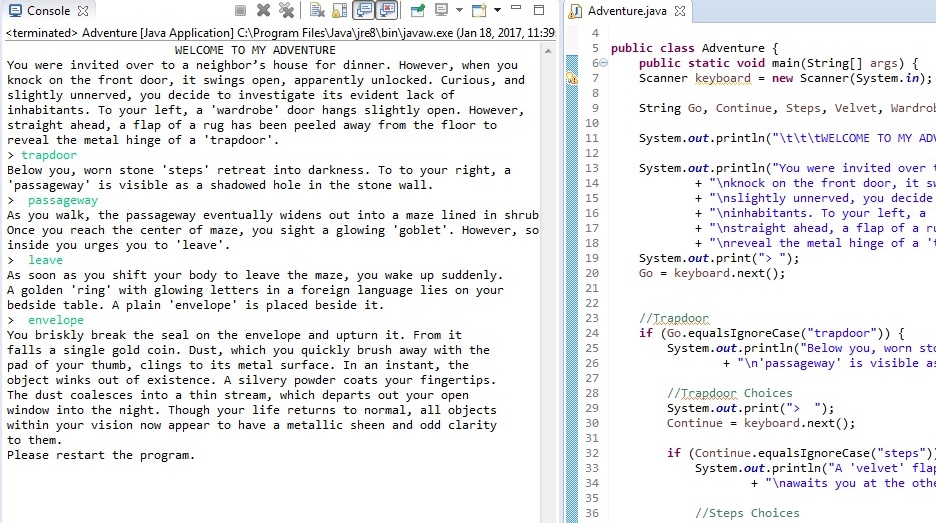 Console
<terminated> Adventure [Java Application] C:\Program Files\Java\jre8\bin\javaw.exe (Jan 18, 2017, 11:39
WELCOME TO MY ADVENTURE
You were invited over to a neighbor's house for dinner. However, when you
knock on the front door, it swings open, apparently unlocked. Curious, and
slightly unnerved, you decide to investigate its evident lack of
inhabitants. To your left, a 'wardrobe' door hangs slightly open. However,
straight ahead, a flap of a rug has been peeled away from the floor to
reveal the metal hinge of a 'trapdoor'.
> trapdoor
Below you, worn stone 'steps' retreat into darkness. To to your right, a
'passageway' is visible as a shadowed hole in the stone wall.
>  passageway
As you walk, the passageway eventually widens out into a maze lined in shrub
Once you reach the center of maze, you sight a glowing 'goblet'. However, so
inside you urges you to 'leave'.
>  leave
As soon as you shift your body to leave the maze, you wake up suddenly.
A golden 'ring' with glowing letters in a foreign language lies on your
bedside table. A plain 'envelope' is placed beside it.
>  envelope
You briskly break the seal on the envelope and upturn it. From it
falls a single gold coin. Dust, which you quickly brush away with the
pad of your thumb, clings to its metal surface. In an instant, the
object winks out of existence. A silvery powder coats your fingertips.
The dust coalesces into a thin stream, which departs out your open
window into the night. Though your life returns to normal, all objects
within your vision now appear to have a metallic sheen and odd clarity
to them.
Please restart the program.
Adventure.java
4
5 public class Adventure {
6 public static void main(String[] args) {
7 Scanner keyboard = new Scanner(System.in);
8
9 String Go, Continue, Steps, Velvet, Wardrob
10
11 System.out.println("\t\t\tWELCOME TO MY ADV
12
13 System.out.println("You were invited over t
14 + "\nknock on the front door, it sw
15 + "\nslightly unnerved, you decide
16 + "\ninhabitants. To your left, a
17 + "\nstraight ahead, a flap of a ru
18 + "\nreveal the metal hinge of a 't
19 System.out.print("> ");
20 Go = keyboard.next();
21
22
23 //Trapdoor
24 if (Go.equalsIgnoreCase("trapdoor")) {
25 System.out.println("Below you, worn sto
26 + "\n'passageway' is visible as
27
28 //Trapdoor Choices
29 System.out.print(">  ");
30 Continue = keyboard.next();
31
32 if (Continue.equalsIgnoreCase("steps"))
33 System.out.println("A 'velvet' flap
34 + "\nawaits you at the othe
35
36 //Steps Choices